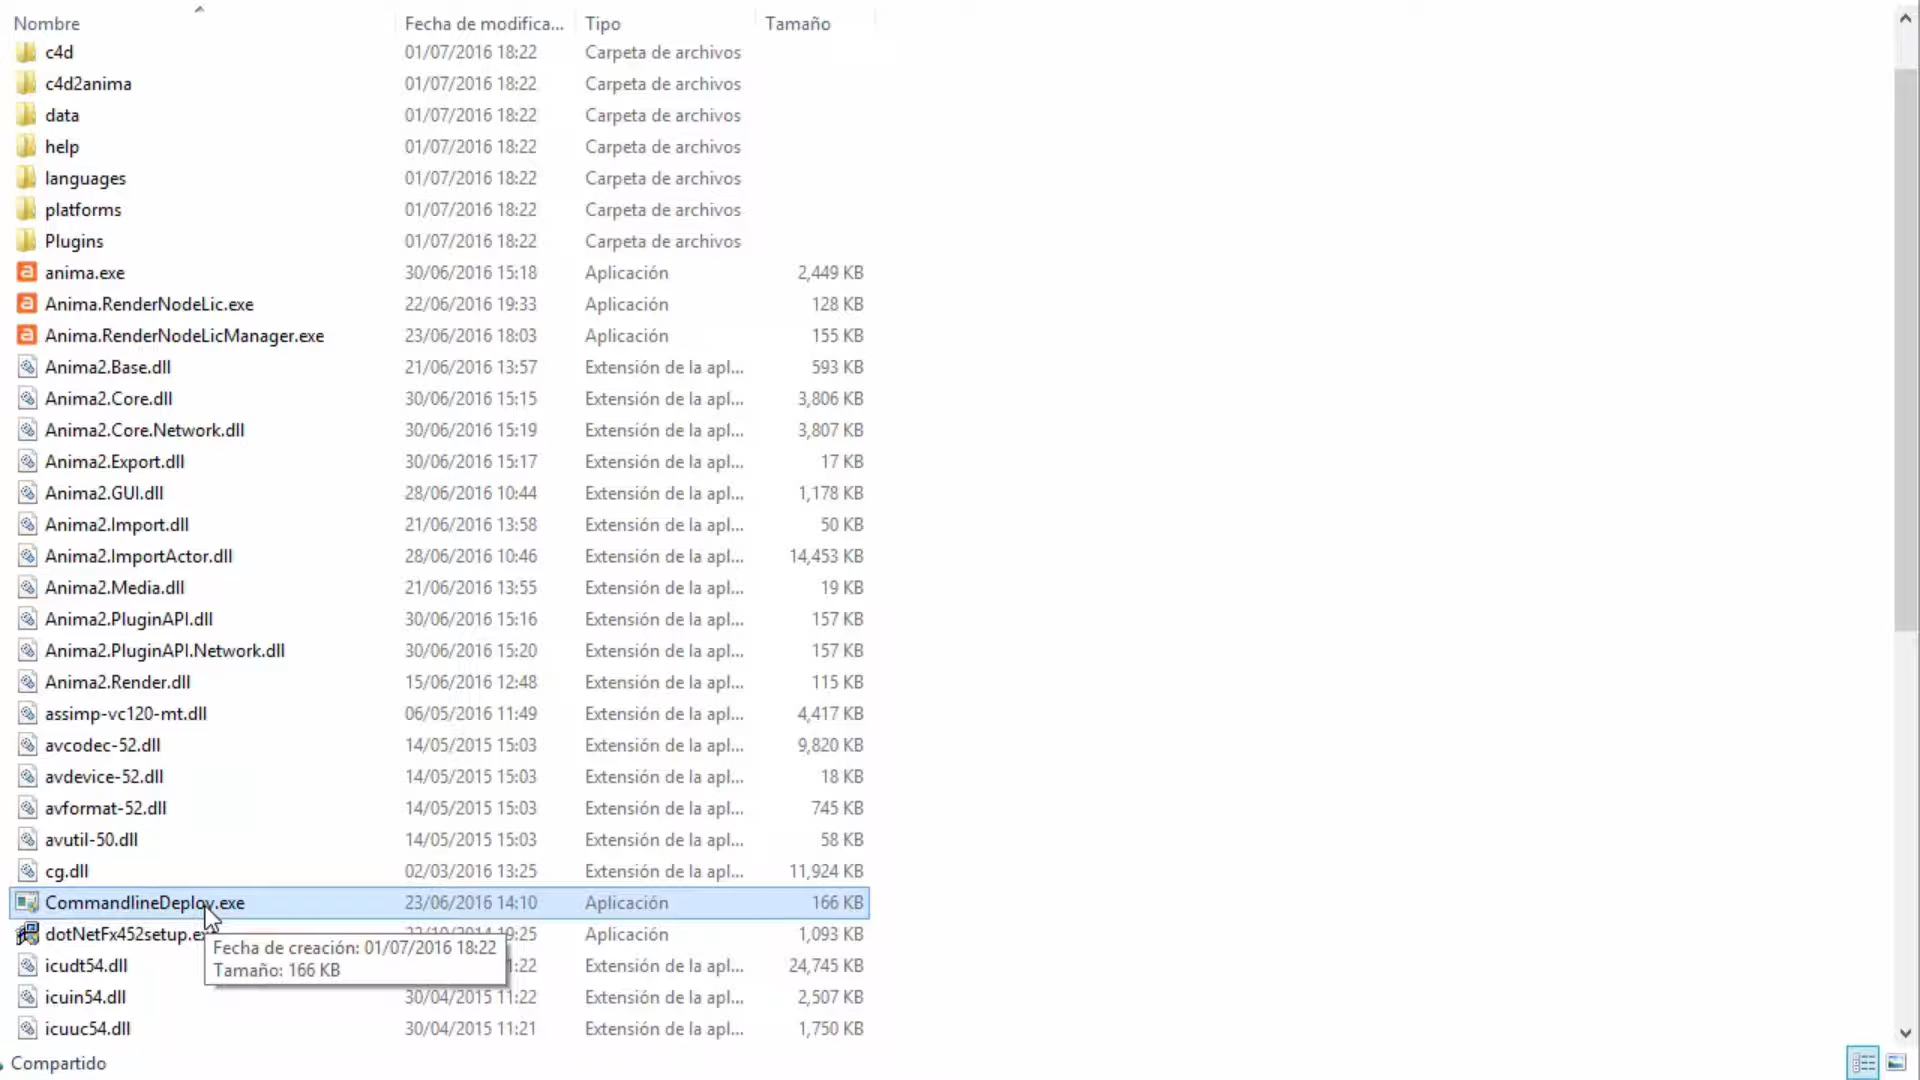 Nombre Fecha de modifica... Tipo Tamaño
c4d 01/07/2016 18:22 Carpeta de archivos
c4d2anima 01/07/2016 18:22 Carpeta de archivos
data 01/07/2016 18:22 Carpeta de archivos
help 01/07/2016 18:22 Carpeta de archivos
languages 01/07/2016 18:22 Carpeta de archivos
platforms 01/07/2016 18:22 Carpeta de archivos
Plugins 01/07/2016 18:22 Carpeta de archivos
anima.exe 30/06/2016 15:18 Aplicación 2,449 KB
Anima.RenderNodeLic.exe 22/06/2016 19:33 Aplicación 128 KB
Anima.RenderNodeLicManager.exe 23/06/2016 18:03 Aplicación 155 KB
Anima2.Base.dll 21/06/2016 13:57 Extensión de la apl... 593 KB
Anima2.Core.dll 30/06/2016 15:15 Extensión de la apl... 3,806 KB
Anima2.Core.Network.dll 30/06/2016 15:19 Extensión de la apl... 3,807 KB
Anima2.Export.dll 30/06/2016 15:17 Extensión de la apl... 17 KB
Anima2.GUI.dll 28/06/2016 10:44 Extensión de la apl... 1,178 KB
Anima2.Import.dll 21/06/2016 13:58 Extensión de la apl... 50 KB
Anima2.ImportActor.dll 28/06/2016 10:46 Extensión de la apl... 14,453 KB
Anima2.Media.dll 21/06/2016 13:55 Extensión de la apl... 19 KB
Anima2.PluginAPI.dll 30/06/2016 15:16 Extensión de la apl... 157 KB
Anima2.PluginAPI.Network.dll 30/06/2016 15:20 Extensión de la apl... 157 KB
Anima2.Render.dll 15/06/2016 12:48 Extensión de la apl... 115 KB
assimp-vc120-mt.dll 06/05/2016 11:49 Extensión de la apl... 4,417 KB
avcodec-52.dll 14/05/2015 15:03 Extensión de la apl... 9,820 KB
avdevice-52.dll 14/05/2015 15:03 Extensión de la apl... 18 KB
avformat-52.dll 14/05/2015 15:03 Extensión de la apl... 745 KB
avutil-50.dll 14/05/2015 15:03 Extensión de la apl... 58 KB
cg.dll 02/03/2016 13:25 Extensión de la apl... 11,924 KB
CommandlineDeploy.exe 23/06/2016 14:10 Aplicación 166 KB
dotNetFx452setup.ex :25 Aplicación 1,093 KB
Fecha de creación: 01/07/2016 18:22
Tamaño: 166 KB
icudt54.dll :22 Extensión de la apl... 24,745 KB
icuin54.dll 30/04/2015 11:22 Extensión de la apl... 2,507 KB
icuuc54.dll 30/04/2015 11:21 Extensión de la apl... 1,750 KB
Compartido